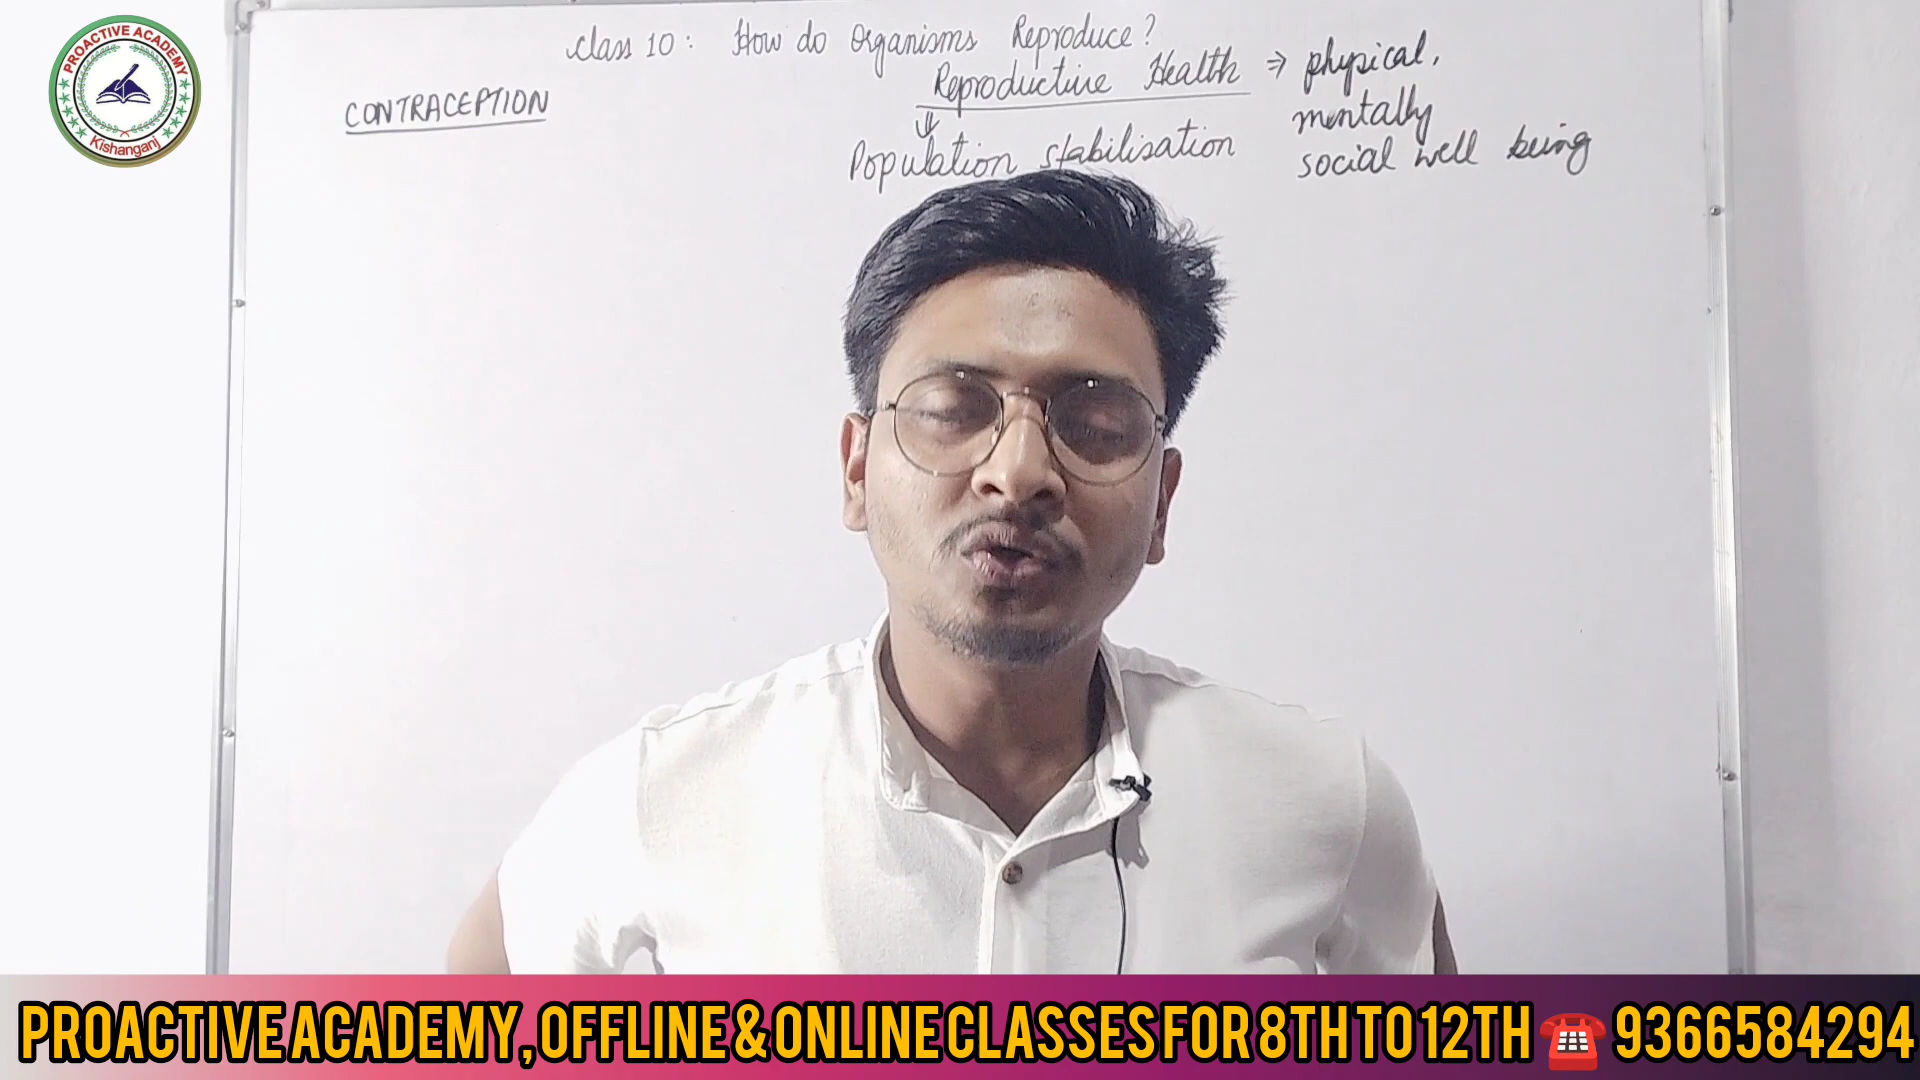 PROACTIVE ACADEMY
Kishanganj
Class 10: How do Organisms Reproduce?
CONTRACEPTION
Reproductive Health ⇒ physical,
mentally
social well being
⇓
Population stabilisation
PROACTIVE ACADEMY, OFFLINE & ONLINE CLASSES FOR 8TH TO 12TH ☎ 9366584294